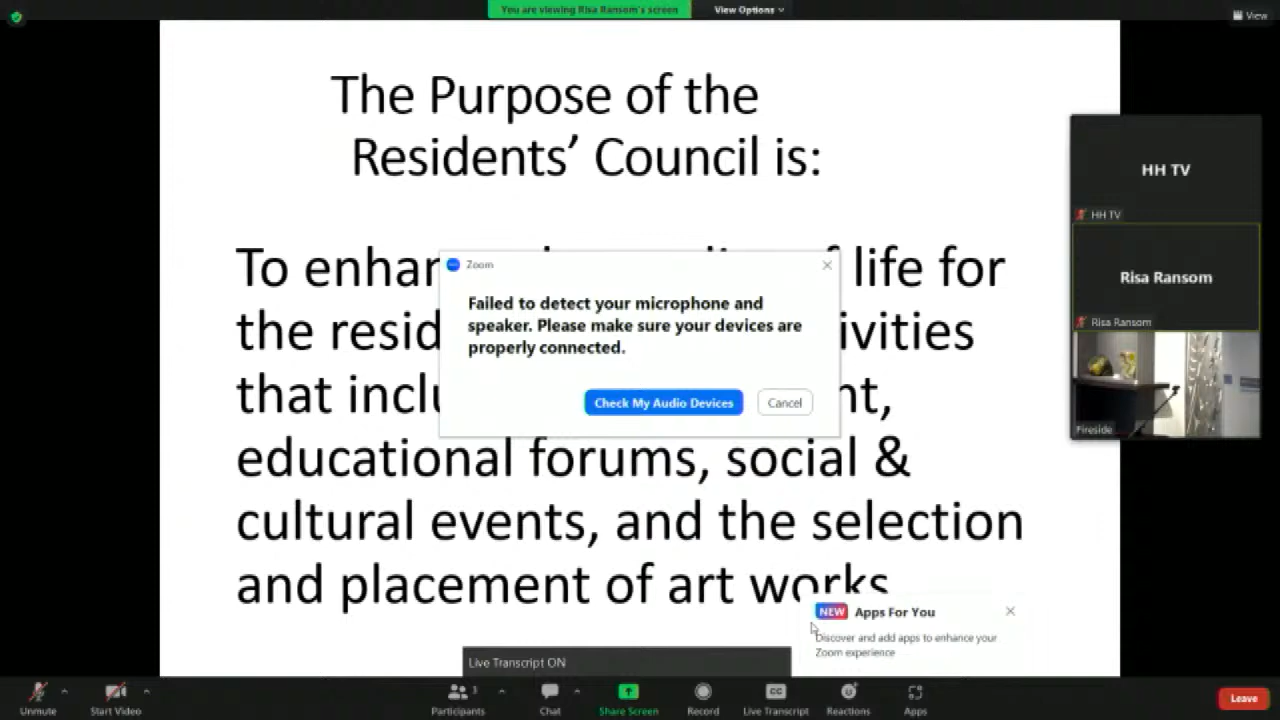 You are viewing Risa Ransom's screen
View Options
View
The Purpose of the
Residents' Council is:
To enhan
life for
the resid
ivities
that inclu
nt,
educational forums, social &
cultural events, and the selection
and placement of art works
Zoom
Failed to detect your microphone and
speaker. Please make sure your devices are
properly connected.
Check My Audio Devices
Cancel
HH TV
HH TV
Risa Ransom
Risa Ransom
Fireside
NEW Apps For You
Discover and add apps to enhance your
Zoom experience
Live Transcript ON
Unmute
Start Video
Participants
3
Chat
Share Screen
Record
CC
Live Transcript
Reactions
Apps
Leave